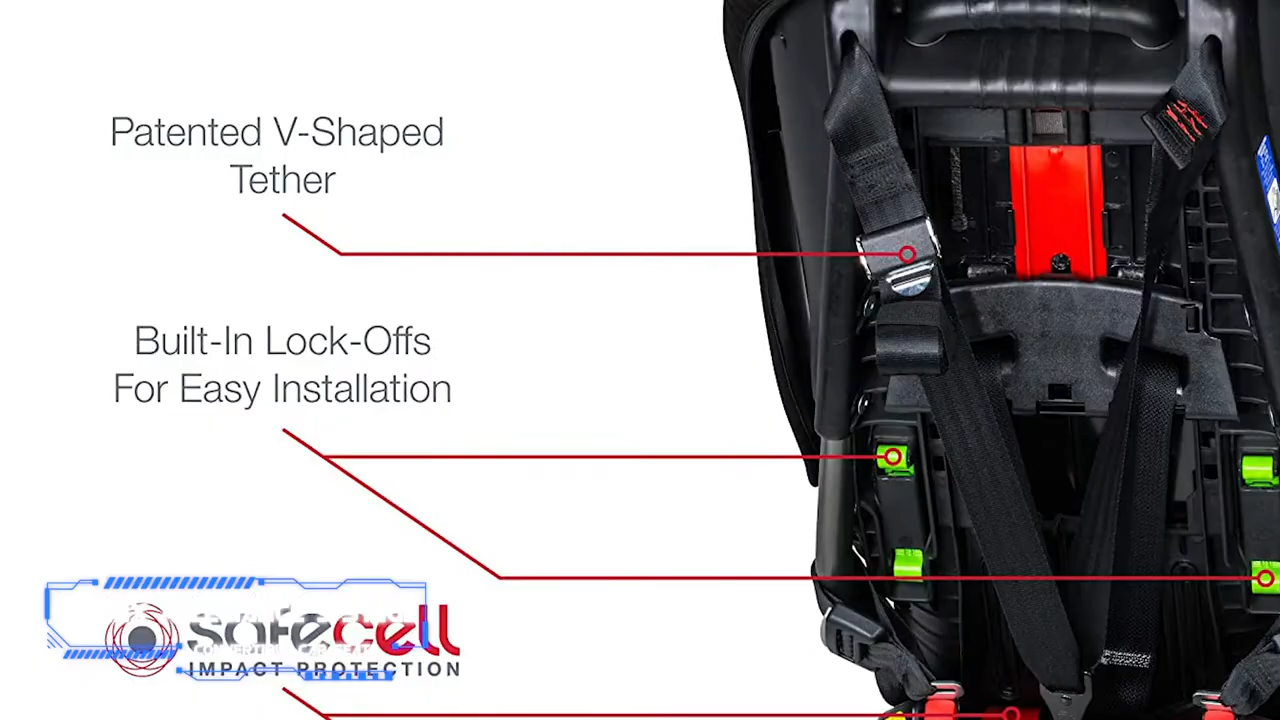 Patented V-Shaped
Tether
Built-In Lock-Offs
For Easy Installation
safecell
IMPACT PROTECTION